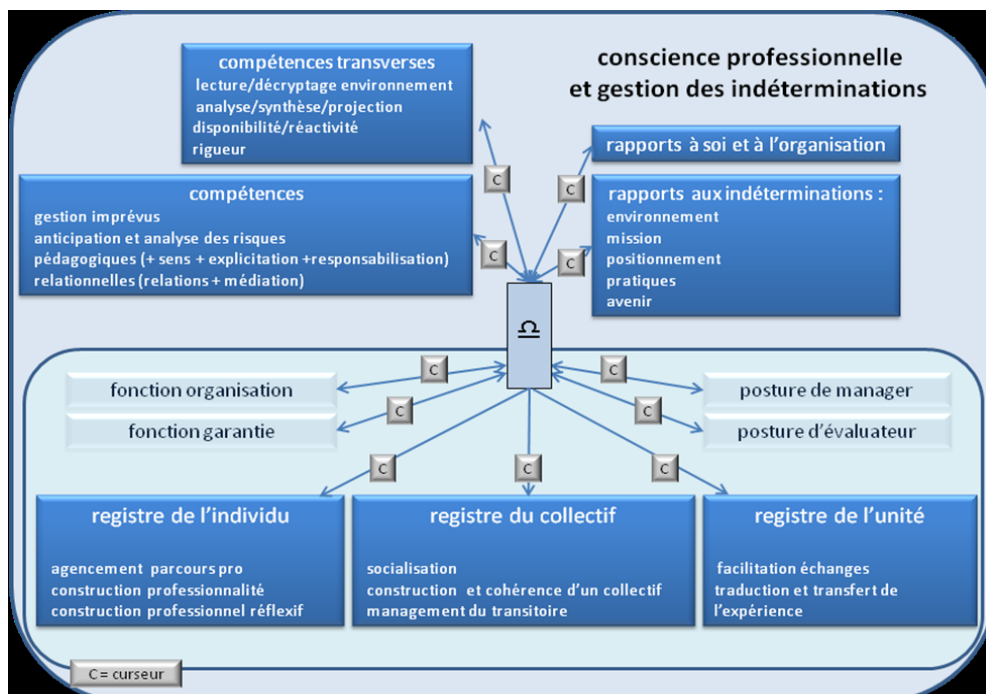 conscience professionnelle
et gestion des indéterminations
compétences transverses
lecture/décryptage environnement
analyse/synthèse/projection
disponibilité/réactivité
rigueur
rapports à soi et à l'organisation
compétences
gestion imprévus
anticipation et analyse des risques
pédagogiques (+ sens + explicitation +responsabilisation)
relationnelles (relations + médiation)
rapports aux indéterminations :
environnement
mission
positionnement
pratiques
avenir
C
C
C
C
♎
C
C
C
C
fonction organisation
fonction garantie
posture de manager
posture d'évaluateur
C
C
C
registre de l'individu
agencement parcours pro
construction professionnalité
construction professionnel réflexif
registre du collectif
socialisation
construction et cohérence d'un collectif
management du transitoire
registre de l'unité
facilitation échanges
traduction et transfert de
l'expérience
C = curseur